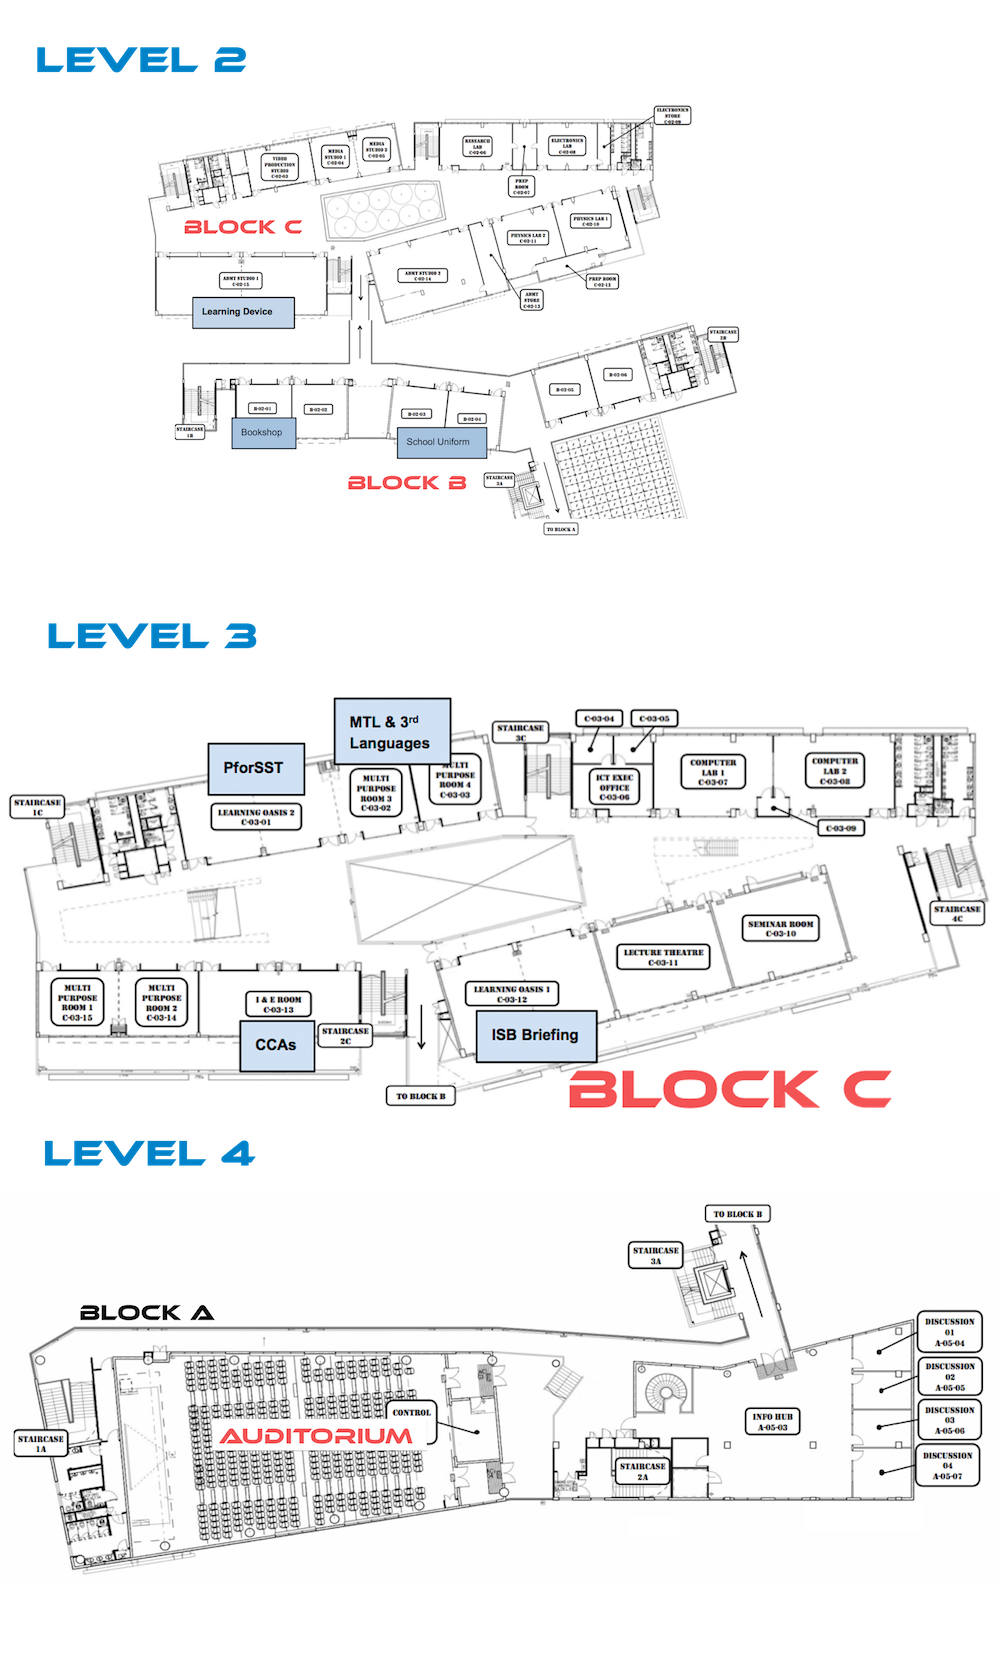 LEVEL 2
ELECTRONICS
STORE
C-02-09
RESEARCH
LAB
C-02-06
ELECTRONICS
LAB
C-02-08
MEDIA
STUDIO 2
C-02-05
MEDIA
STUDIO 1
C-02-04
VIDEO
PRODUCTION
STUDIO
C-02-03
PREP
ROOM
C-02-07
BLOCK C
PHYSICS LAB 1
C-02-10
PHYSICS LAB 2
C-02-11
ADMT STUDIO 1
C-02-15
ADMT STUDIO 2
C-02-14
PREP ROOM
C-02-12
ADMT
STORE
C-02-13
Learning Device
STAIRCASE
2B
B-02-06
B-02-05
B-02-01
B-02-02
B-02-03
B-02-04
STAIRCASE
1B
Bookshop
School Uniform
BLOCK B
STAIRCASE
3A
TO BLOCK A
LEVEL 3
MTL & 3rd
Languages
C-03-04
C-03-05
STAIRCASE
3C
PforSST
MULTI
PURPOSE
ROOM 4
C-03-03
MULTI
PURPOSE
ROOM 3
C-03-02
ICT EXEC
OFFICE
C-03-06
COMPUTER
LAB 1
C-03-07
COMPUTER
LAB 2
C-03-08
STAIRCASE
1C
LEARNING OASIS 2
C-03-01
C-03-09
STAIRCASE
4C
SEMINAR ROOM
C-03-10
LECTURE THEATRE
C-03-11
MULTI
PURPOSE
ROOM 1
C-03-15
MULTI
PURPOSE
ROOM 2
C-03-14
I & E ROOM
C-03-13
LEARNING OASIS 1
C-03-12
STAIRCASE
2C
CCAs
ISB Briefing
TO BLOCK B
BLOCK C
LEVEL 4
TO BLOCK B
STAIRCASE
3A
BLOCK A
DISCUSSION
01
A-05-04
DISCUSSION
02
A-05-05
DISCUSSION
03
A-05-06
DISCUSSION
04
A-05-07
CONTROL
INFO HUB
A-05-03
AUDITORIUM
STAIRCASE
1A
STAIRCASE
2A